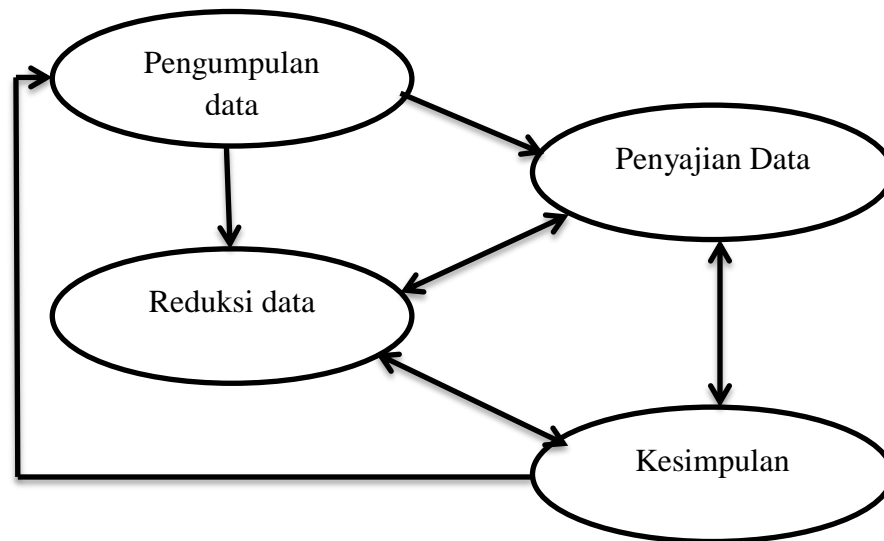 Pengumpulan
data
Penyajian Data
Reduksi data
Kesimpulan